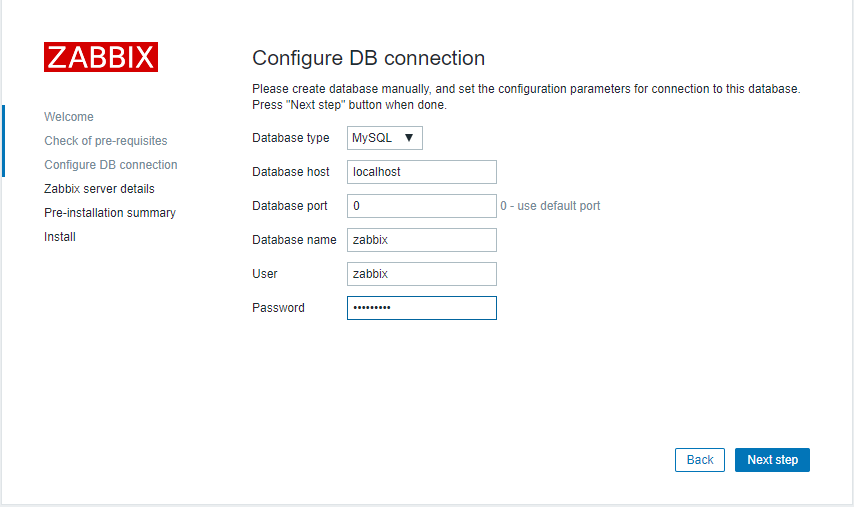 ZABBIX
Welcome
Check of pre-requisites
Configure DB connection
Zabbix server details
Pre-installation summary
Install
Configure DB connection
Please create database manually, and set the configuration parameters for connection to this database.
Press "Next step" button when done.
Database type MySQL ▼
Database host localhost
Database port 0 0 - use default port
Database name zabbix
User zabbix
Password •••••••••
Back Next step